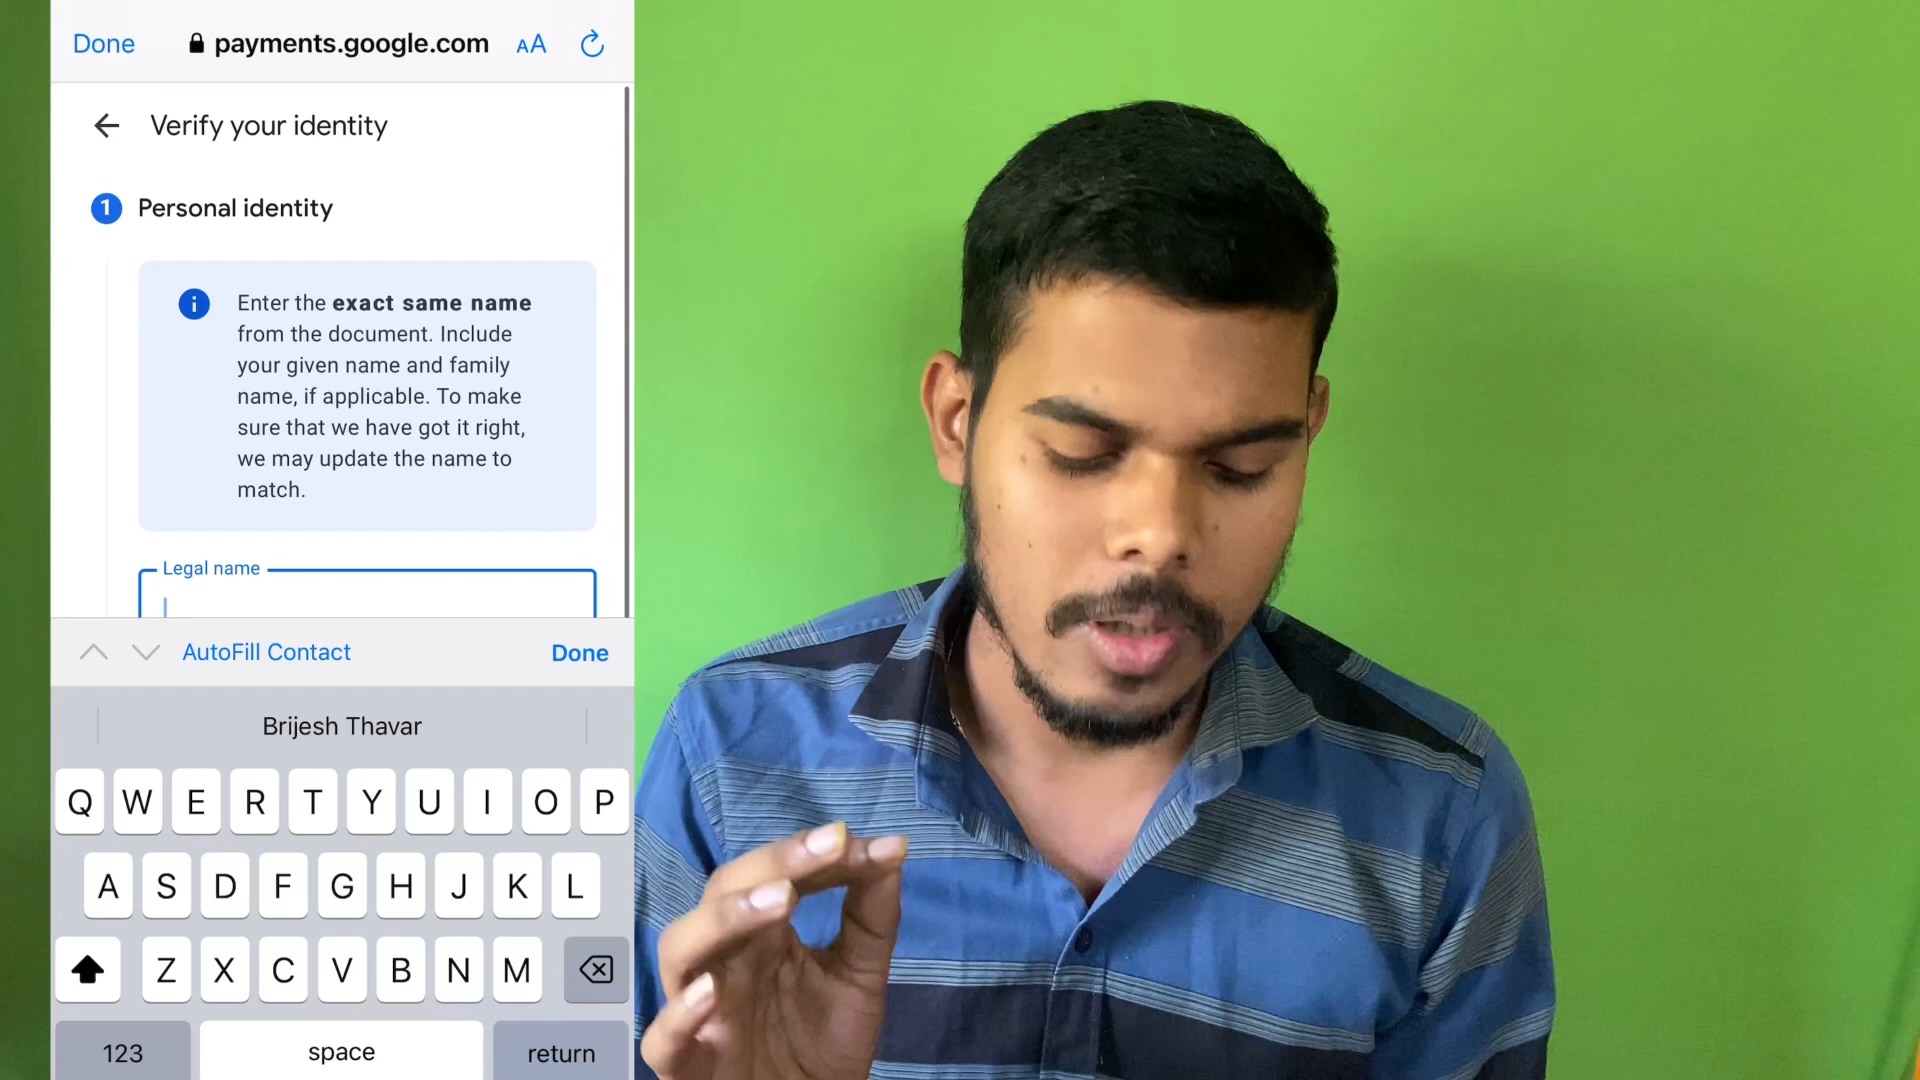 Done payments.google.com AA
Verify your identity
1 Personal identity
i Enter the exact same name
from the document. Include
your given name and family
name, if applicable. To make
sure that we have got it right,
we may update the name to
match.
Legal name
AutoFill Contact Done
Brijesh Thavar
Q W E R T Y U I O P
A S D F G H J K L
Z X C V B N M
123 space return